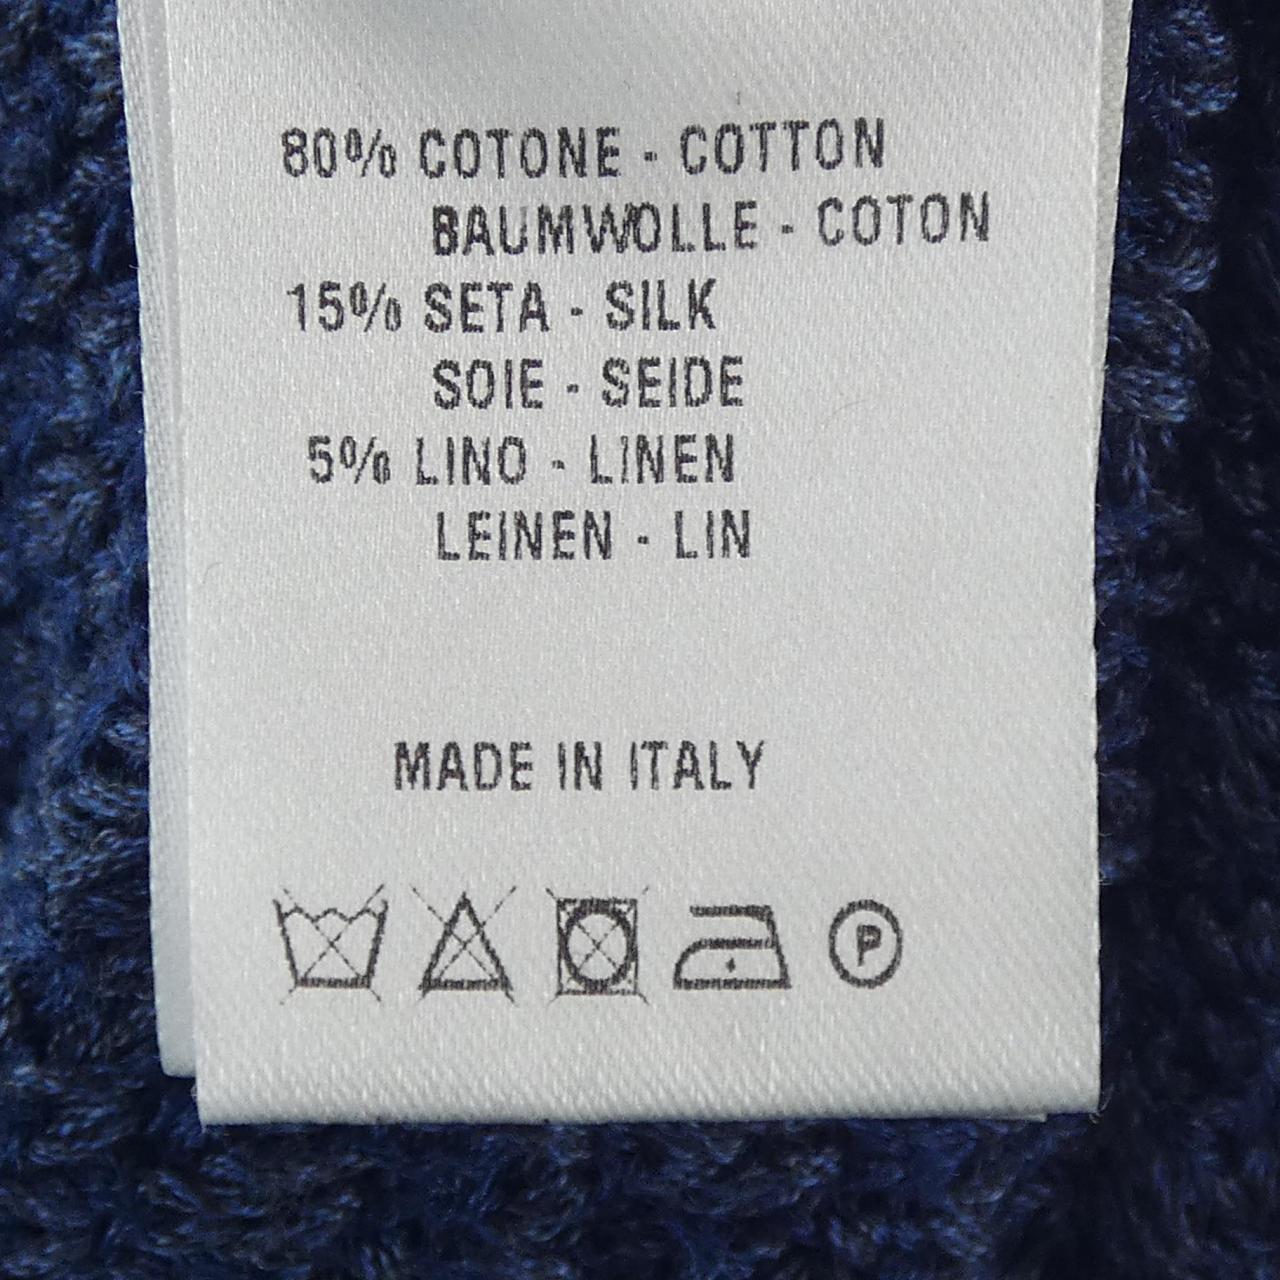 80% COTONE - COTTON
BAUMWOLLE - COTON
15% SETA - SILK
SOIE - SEIDE
5% LINO - LINEN
LEINEN - LIN
MADE IN ITALY
P